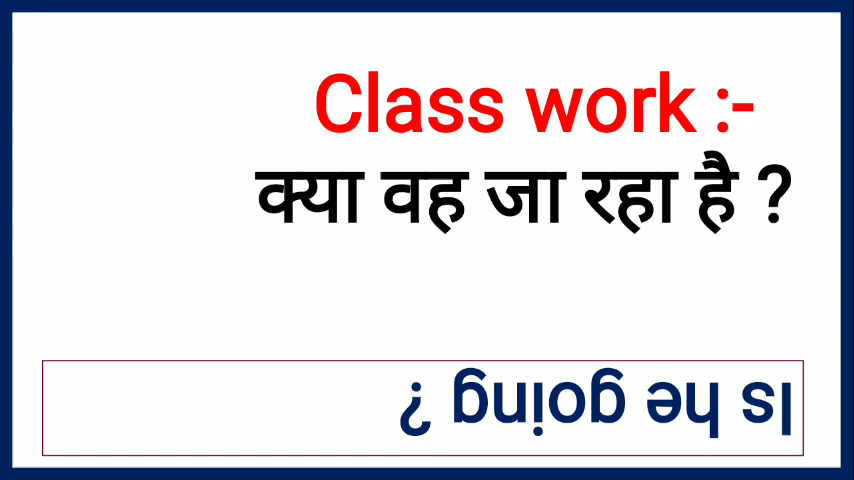 Class work :-
क्या वह जा रहा है ?
Is he going ?